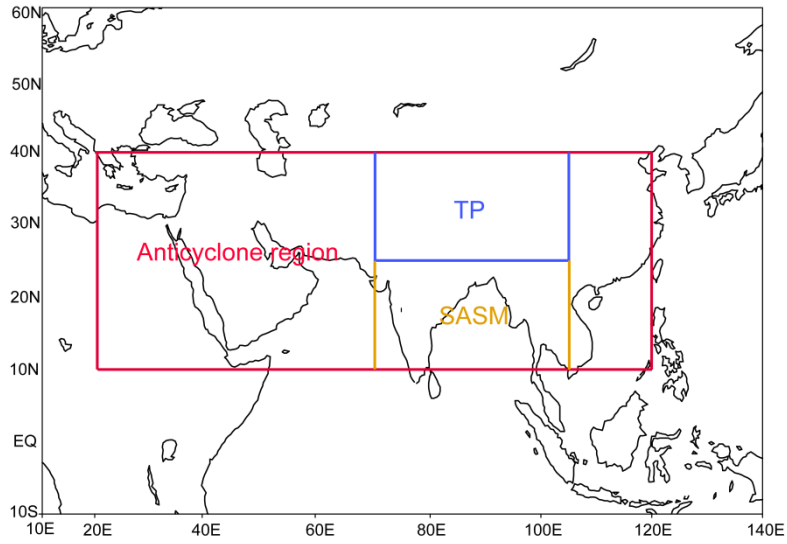 60N
50N
40N
30N
20N
10N
EQ
10S
TP
Anticyclone region
SASM
10E 20E 40E 60E 80E 100E 120E 140E